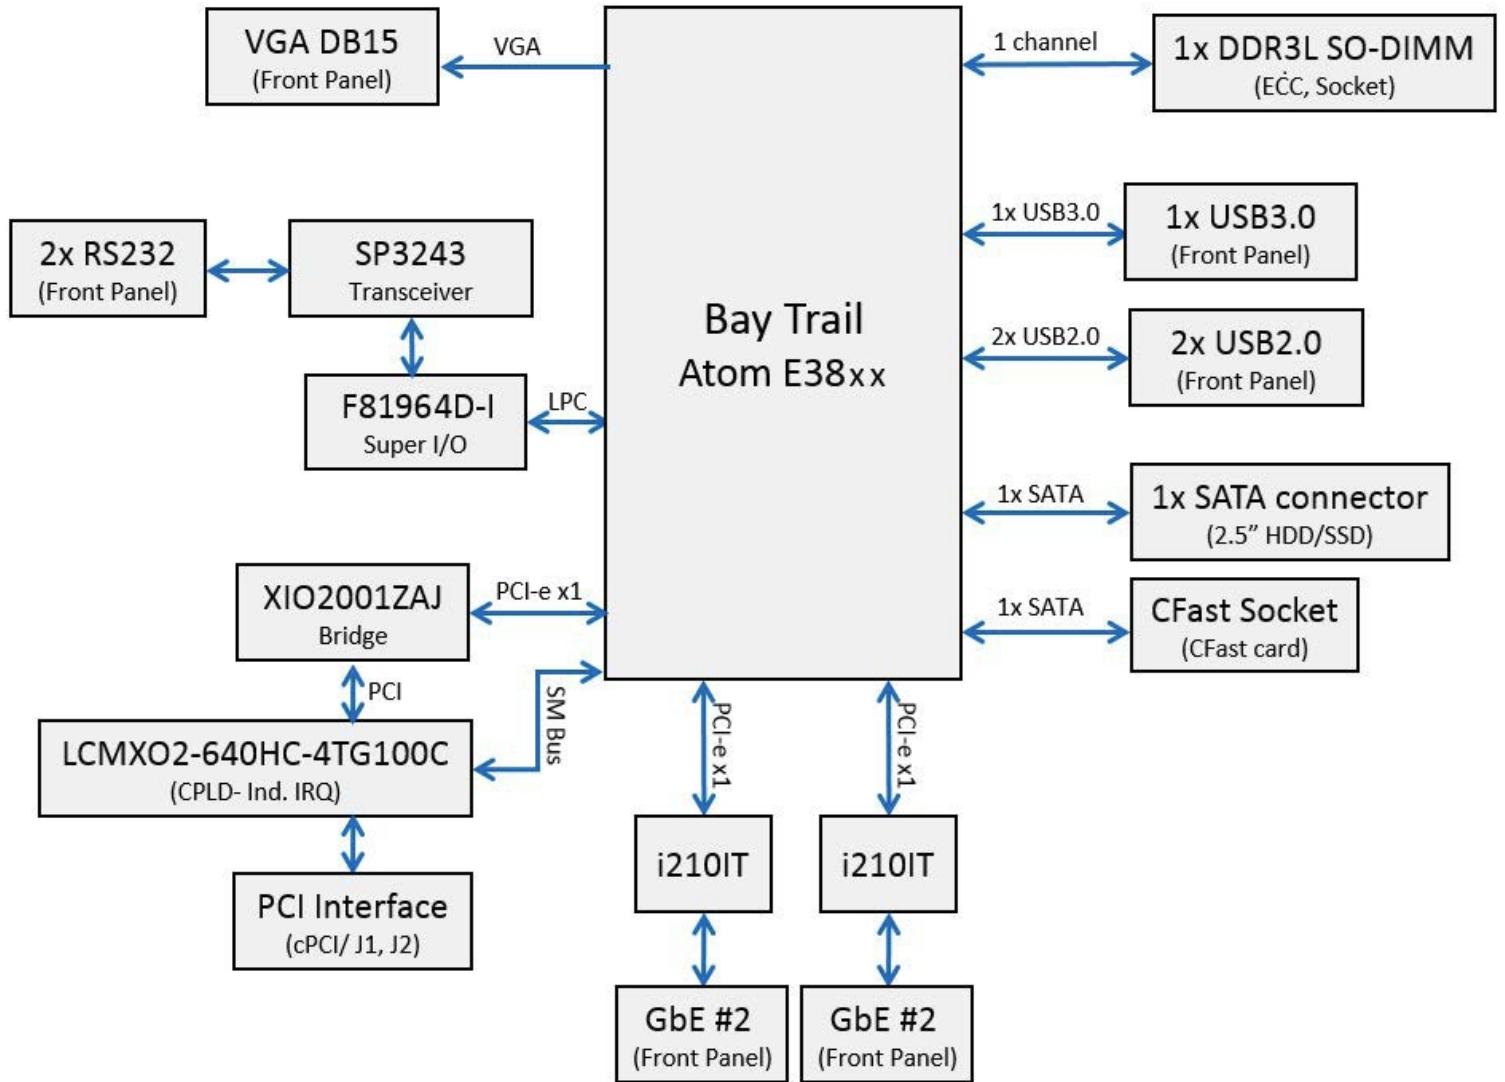 VGA DB15
(Front Panel)
VGA
1 channel
1x DDR3L SO-DIMM
(EĊC, Socket)
1x USB3.0
1x USB3.0
(Front Panel)
2x RS232
(Front Panel)
SP3243
Transceiver
Bay Trail
Atom E38xx
2x USB2.0
2x USB2.0
(Front Panel)
F81964D-I
Super I/O
LPC
1x SATA
1x SATA connector
(2.5” HDD/SSD)
XIO2001ZAJ
Bridge
PCI-e x1
1x SATA
CFast Socket
(CFast card)
PCI
SM Bus
LCMXO2-640HC-4TG100C
(CPLD- Ind. IRQ)
PCI-e x1
PCI-e x1
i210IT
i210IT
PCI Interface
(cPCI/ J1, J2)
GbE #2
(Front Panel)
GbE #2
(Front Panel)